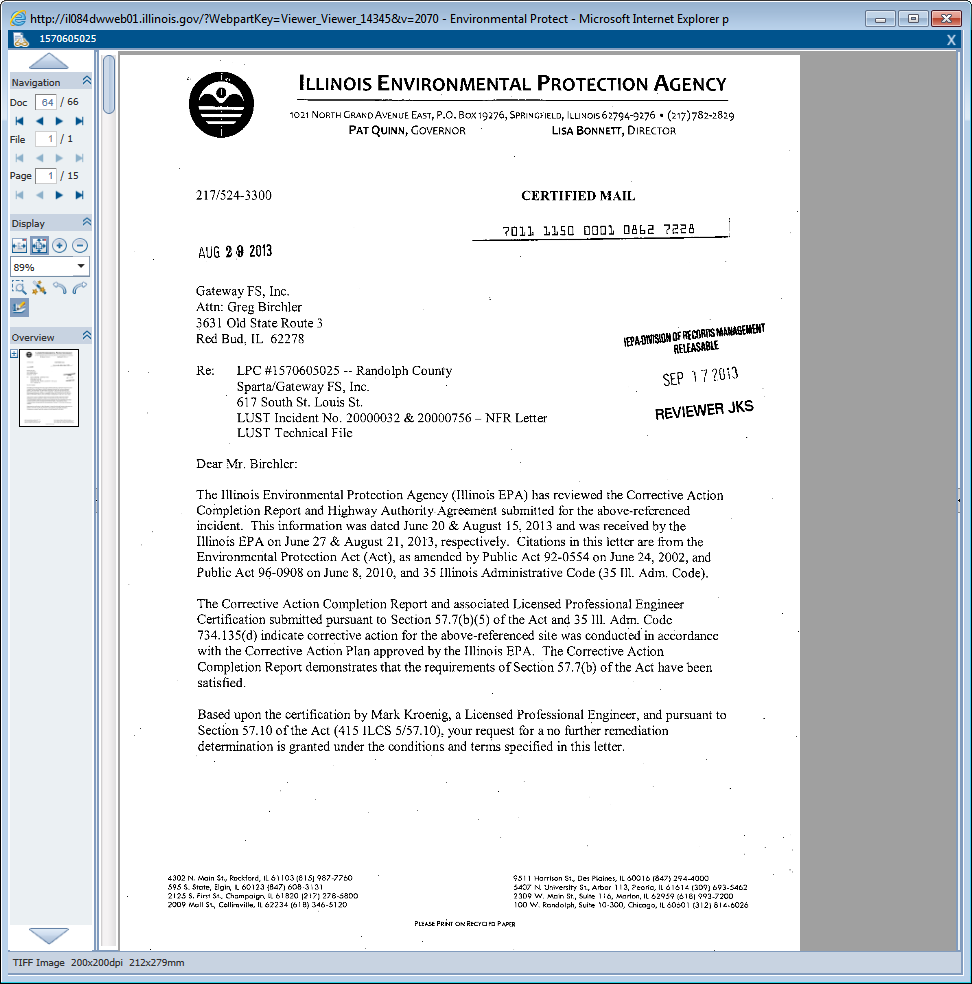 http://il084dwweb01.illinois.gov/?WebpartKey=Viewer_Viewer_14345&v=2070 - Environmental Protect - Microsoft Internet Explorer p
1570605025
X
Navigation
Doc 64 / 66
File 1 / 1
Page 1 / 15
Display
89%
Overview
ILLINOIS ENVIRONMENTAL PROTECTION AGENCY
1021 NORTH GRAND AVENUE EAST, P.O. BOX 19276, SPRINGFIELD, ILLINOIS 62794-9276 • (217)782-2829
PAT QUINN, GOVERNOR LISA BONNETT, DIRECTOR
217/524-3300 CERTIFIED MAIL
7011 1150 0001 0862 7228
AUG 29 2013
Gateway FS, Inc.
Attn: Greg Birchler
3631 Old State Route 3
Red Bud, IL 62278
IEPA-DIVISION OF RECORDS MANAGEMENT
RELEASABLE
SEP 17 2013
REVIEWER JKS
Re: LPC #1570605025 -- Randolph County
Sparta/Gateway FS, Inc.
617 South St. Louis St.
LUST Incident No. 20000032 & 20000756 – NFR Letter
LUST Technical File
Dear Mr. Birchler:
The Illinois Environmental Protection Agency (Illinois EPA) has reviewed the Corrective Action
Completion Report and Highway Authority Agreement submitted for the above-referenced
incident. This information was dated June 20 & August 15, 2013 and was received by the
Illinois EPA on June 27 & August 21, 2013, respectively. Citations in this letter are from the
Environmental Protection Act (Act), as amended by Public Act 92-0554 on June 24, 2002, and
Public Act 96-0908 on June 8, 2010, and 35 Illinois Administrative Code (35 Ill. Adm. Code).
The Corrective Action Completion Report and associated Licensed Professional Engineer
Certification submitted pursuant to Section 57.7(b)(5) of the Act and 35 Ill. Adm. Code
734.135(d) indicate corrective action for the above-referenced site was conducted in accordance
with the Corrective Action Plan approved by the Illinois EPA. The Corrective Action
Completion Report demonstrates that the requirements of Section 57.7(b) of the Act have been
satisfied.
Based upon the certification by Mark Kroenig, a Licensed Professional Engineer, and pursuant to
Section 57.10 of the Act (415 ILCS 5/57.10), your request for a no further remediation
determination is granted under the conditions and terms specified in this letter.
4302 N. Main St., Rockford, IL 61103 (815) 987-7760
595 S. State, Elgin, IL 60123 (847) 608-3131
2125 S. First St., Champaign, IL 61820 (217) 278-5800
2009 Mall St., Collinsville, IL 62234 (618) 346-5120
9511 Harrison St., Des Plaines, IL 60016 (847) 294-4000
5407 N. University St., Arbor 113, Peoria, IL 61614 (309) 693-5462
2309 W. Main St., Suite 116, Marion, IL 62959 (618) 993-7200
100 W. Randolph, Suite 10-300, Chicago, IL 60601 (312) 814-6026
PLEASE PRINT ON RECYCLED PAPER
TIFF Image 200x200dpi 212x279mm